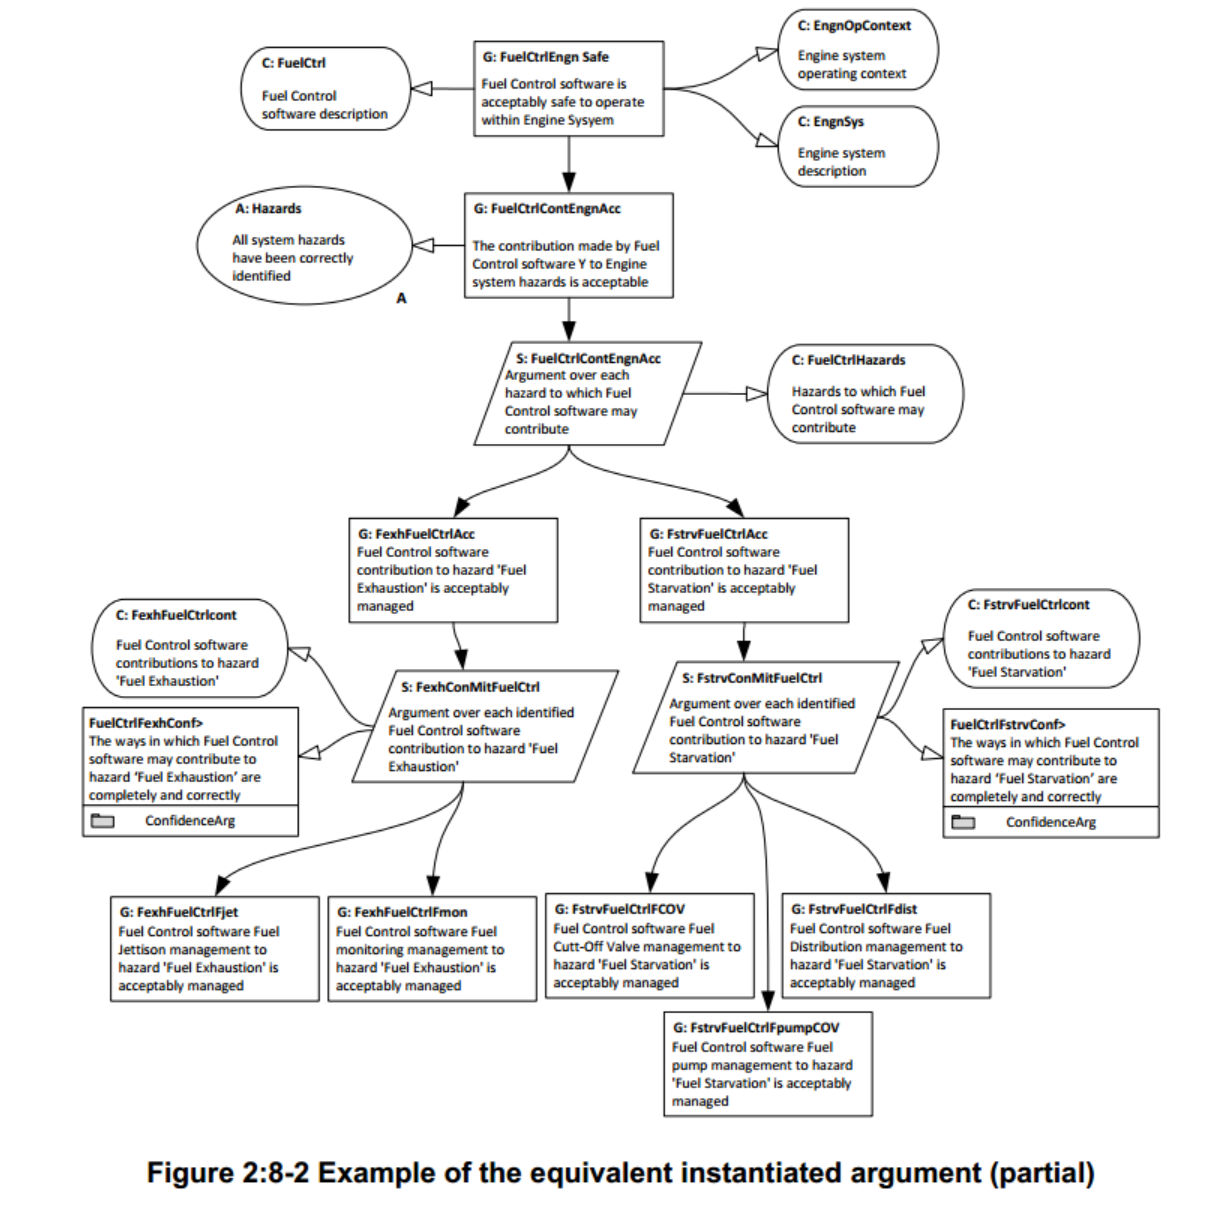 C: EngnOpContext
Engine system
operating context
G: FuelCtrlEngn Safe
Fuel Control software is
acceptably safe to operate
within Engine Sysyem
C: FuelCtrl
Fuel Control
software description
C: EngnSys
Engine system
description
A: Hazards
All system hazards
have been correctly
identified
A
G: FuelCtrlContEngnAcc
The contribution made by Fuel
Control software Y to Engine
system hazards is acceptable
S: FuelCtrlContEngnAcc
Argument over each
hazard to which Fuel
Control software may
contribute
C: FuelCtrlHazards
Hazards to which Fuel
Control software may
contribute
G: FexhFuelCtrlAcc
Fuel Control software
contribution to hazard 'Fuel
Exhaustion' is acceptably
managed
G: FstrvFuelCtrlAcc
Fuel Control software
contribution to hazard 'Fuel
Starvation' is acceptably
managed
C: FexhFuelCtrlcont
Fuel Control software
contributions to hazard
'Fuel Exhaustion'
C: FstrvFuelCtrlcont
Fuel Control software
contributions to hazard
'Fuel Starvation'
S: FexhConMitFuelCtrl
Argument over each identified
Fuel Control software
contribution to hazard 'Fuel
Exhaustion'
S: FstrvConMitFuelCtrl
Argument over each identified
Fuel Control software
contribution to hazard 'Fuel
Starvation'
FuelCtrlFexhConf>
The ways in which Fuel Control
software may contribute to
hazard ‘Fuel Exhaustion’ are
completely and correctly
ConfidenceArg
FuelCtrlFstrvConf>
The ways in which Fuel Control
software may contribute to
hazard ‘Fuel Starvation’ are
completely and correctly
ConfidenceArg
G: FexhFuelCtrlFjet
Fuel Control software Fuel
Jettison management to
hazard 'Fuel Exhaustion' is
acceptably managed
G: FexhFuelCtrlFmon
Fuel Control software Fuel
monitoring management to
hazard 'Fuel Exhaustion' is
acceptably managed
G: FstrvFuelCtrlFCOV
Fuel Control software Fuel
Cutt-Off Valve management to
hazard 'Fuel Starvation' is
acceptably managed
G: FstrvFuelCtrlFdist
Fuel Control software Fuel
Distribution management to
hazard 'Fuel Starvation' is
acceptably managed
G: FstrvFuelCtrlFpumpCOV
Fuel Control software Fuel
pump management to hazard
'Fuel Starvation' is acceptably
managed
Figure 2:8-2 Example of the equivalent instantiated argument (partial)